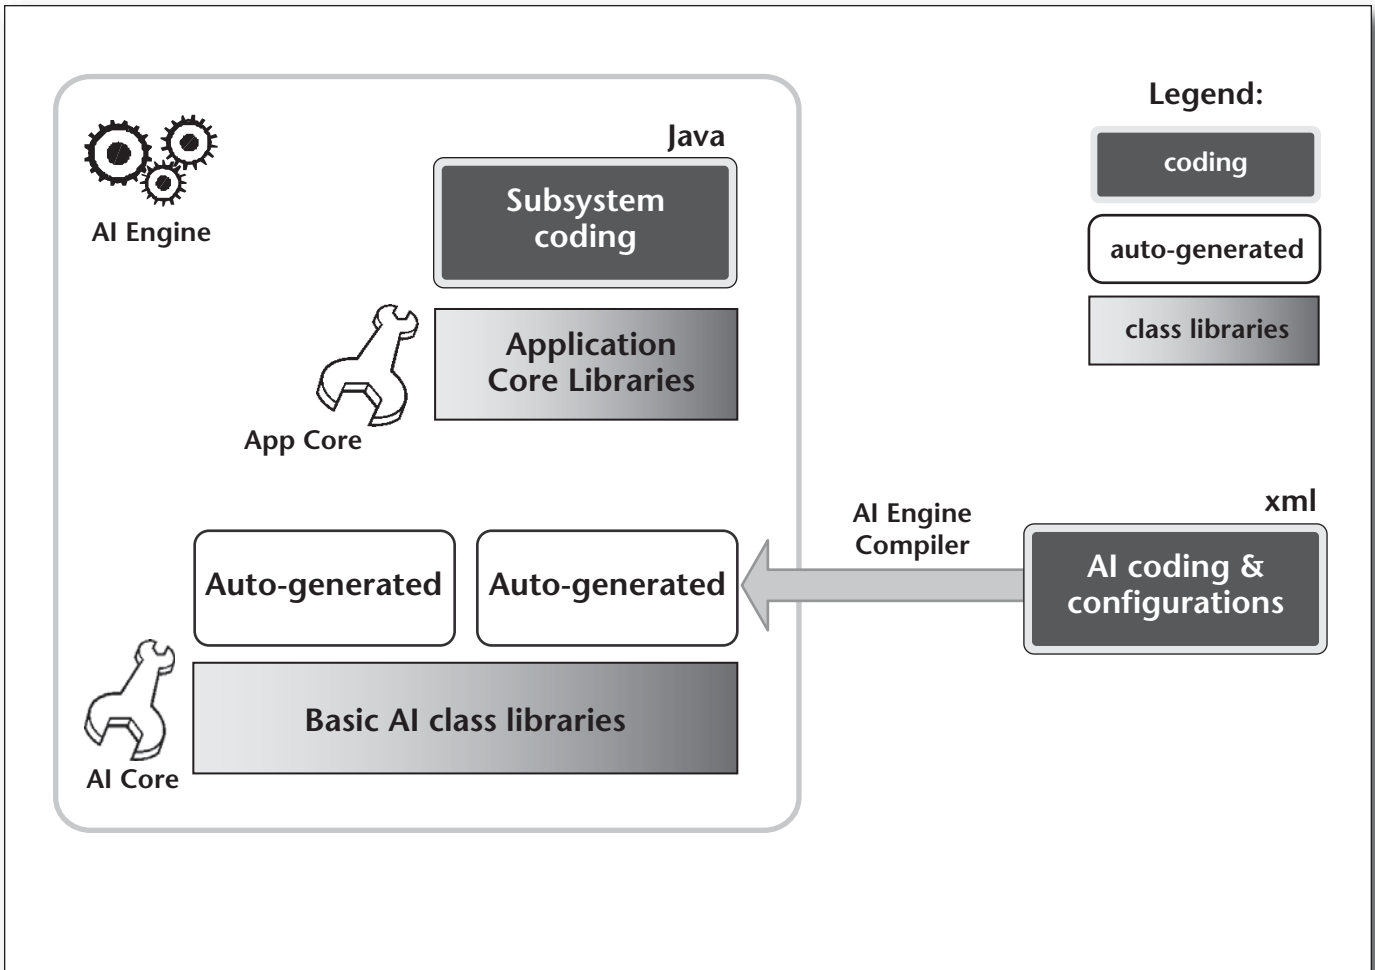 Legend:
Java
coding
Subsystem
coding
AI Engine
auto-generated
class libraries
Application
Core Libraries
App Core
xml
AI Engine
Compiler
AI coding &
configurations
Auto-generated
Auto-generated
Basic AI class libraries
AI Core